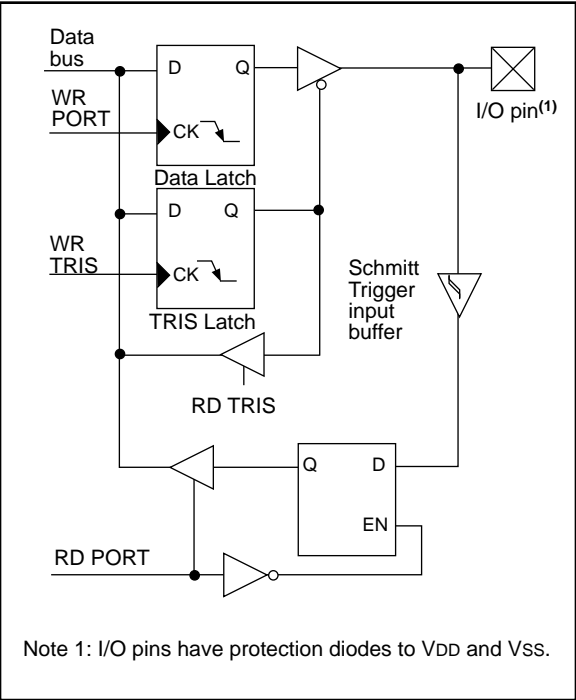 Data
bus
D
Q
WR
PORT
CK
I/O pin(1)
Data Latch
D
Q
WR
TRIS
CK
TRIS Latch
Schmitt
Trigger
input
buffer
RD TRIS
Q
D
EN
RD PORT
Note 1: I/O pins have protection diodes to VDD and VSS.